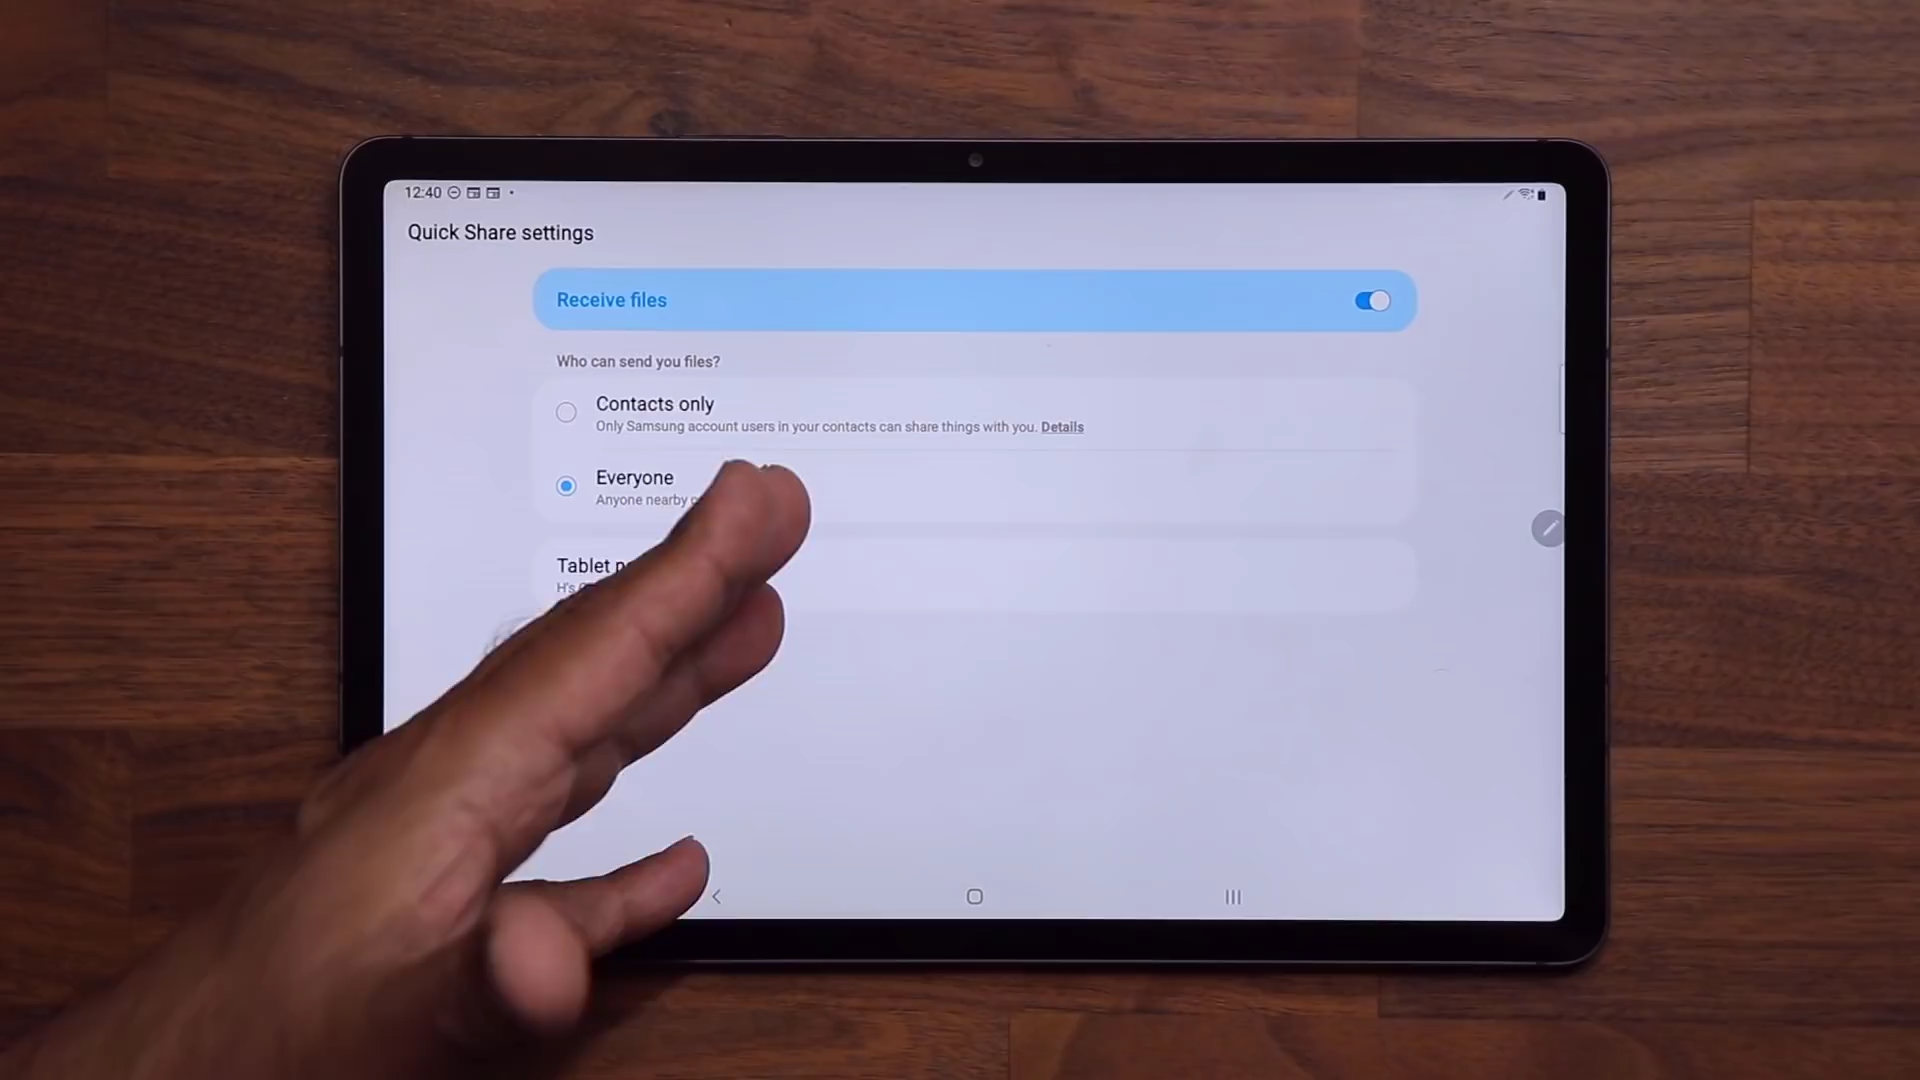 12:40
Quick Share settings
Receive files
Who can send you files?
Contacts only
Only Samsung account users in your contacts can share things with you. Details
Everyone
Anyone nearby
Tablet
H's